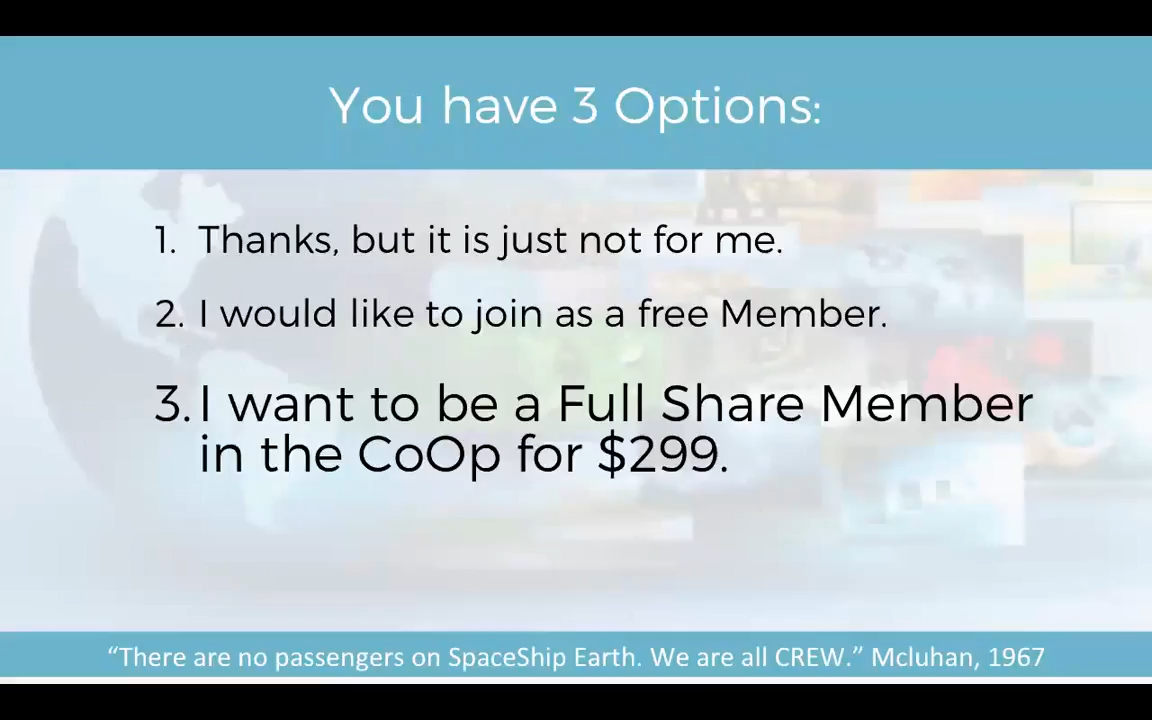 You have 3 Options:
1. Thanks, but it is just not for me.
2. I would like to join as a free Member.
3. I want to be a Full Share Member
in the CoOp for $299.
“There are no passengers on SpaceShip Earth. We are all CREW.” Mcluhan, 1967